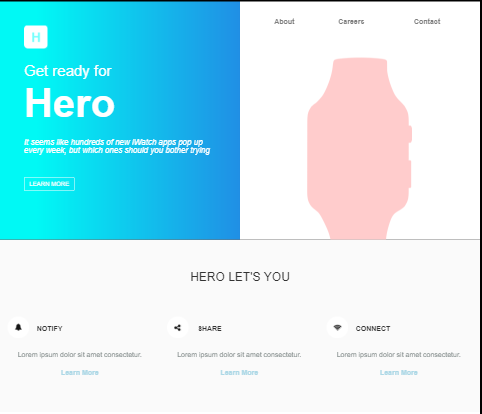 H
About Careers Contact
Get ready for
Hero
It seems like hundreds of new iWatch apps pop up
every week, but which ones should you bother trying
LEARN MORE
HERO LET'S YOU
NOTIFY
Lorem ipsum dolor sit amet consectetur.
Learn More
SHARE
Lorem ipsum dolor sit amet consectetur.
Learn More
CONNECT
Lorem ipsum dolor sit amet consectetur.
Learn More